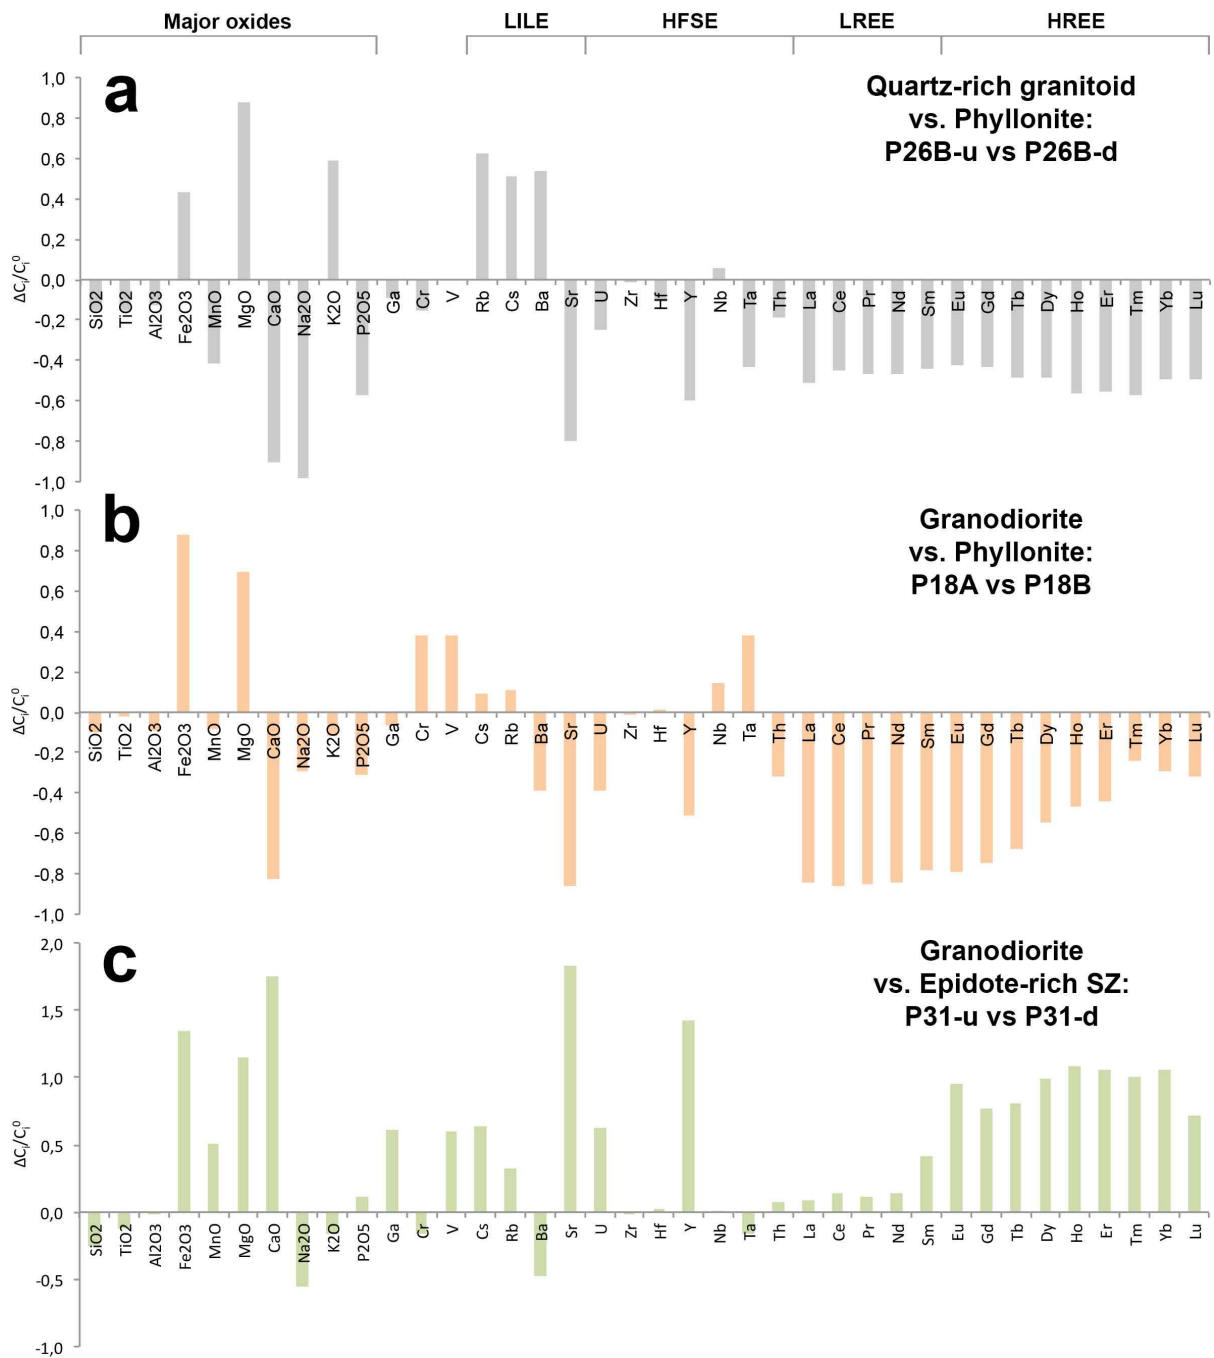 Major oxides LILE HFSE LREE HREE
a
Quartz-rich granitoid
vs. Phyllonite:
P26B-u vs P26B-d
1,0
0,8
0,6
0,4
0,2
0,0
-0,2
-0,4
-0,6
-0,8
-1,0
ΔCi/Ci0
SiO2 TiO2 Al2O3 Fe2O3 MnO MgO CaO Na2O K2O P2O5 Ga Cr V Rb Cs Ba Sr U Zr Hf Y Nb Ta Th La Ce Pr Nd Sm Eu Gd Tb Dy Ho Er Tm Yb Lu
b
Granodiorite
vs. Phyllonite:
P18A vs P18B
1,0
0,8
0,6
0,4
0,2
0,0
-0,2
-0,4
-0,6
-0,8
-1,0
ΔCi/Ci0
SiO2 TiO2 Al2O3 Fe2O3 MnO MgO CaO Na2O K2O P2O5 Ga Cr V Cs Rb Ba Sr U Zr Hf Y Nb Ta Th La Ce Pr Nd Sm Eu Gd Tb Dy Ho Er Tm Yb Lu
c
Granodiorite
vs. Epidote-rich SZ:
P31-u vs P31-d
2,0
1,5
1,0
0,5
0,0
-0,5
-1,0
ΔCi/Ci0
SiO2 TiO2 Al2O3 Fe2O3 MnO MgO CaO Na2O K2O P2O5 Ga Cr V Cs Rb Ba Sr U Zr Hf Y Nb Ta Th La Ce Pr Nd Sm Eu Gd Tb Dy Ho Er Tm Yb Lu